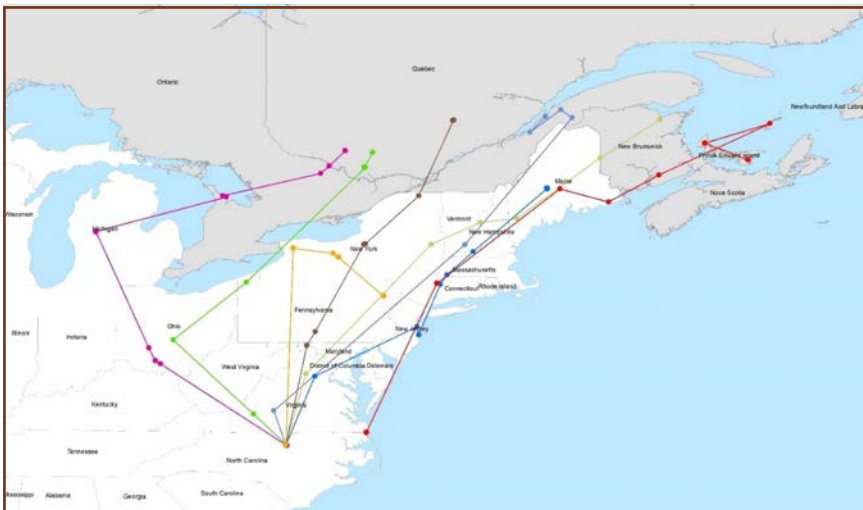 Ontario
Quebec
Newfoundland And Labra
New Brunswick
Prince Edward Island
Nova Scotia
Maine
Wisconsin
Michigan
Vermont
New Hampshire
New York
Massachusetts
Connecticut
Rhode Island
Pennsylvania
New Jersey
Ohio
Illinois
Indiana
Maryland
West Virginia
District of Columbia
Delaware
Kentucky
Virginia
Tennessee
North Carolina
Mississippi
Alabama
Georgia
South Carolina